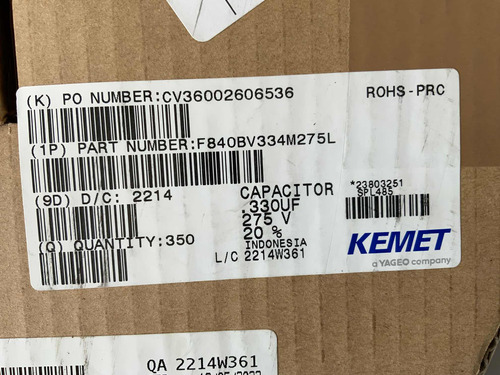 (K) PO NUMBER:CV36002606536
ROHS-PRC
(1P) PART NUMBER:F840BV334M275L
(9D) D/C: 2214
CAPACITOR
.330UF
275 V
20 %
INDONESIA
L/C 2214W361
*23803251
SPL485
(Q) QUANTITY:350
KEMET
a YAGEO company
QA 2214W361